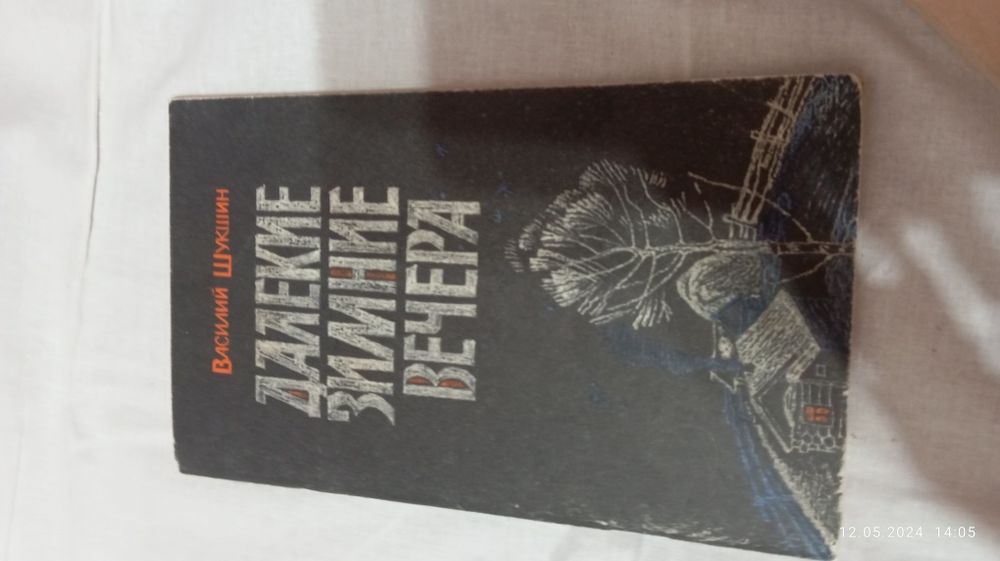 Василий Шукшин
ДАЛЕКИЕ
ЗИМНИЕ
ВЕЧЕРА
12.05.2024 14:05